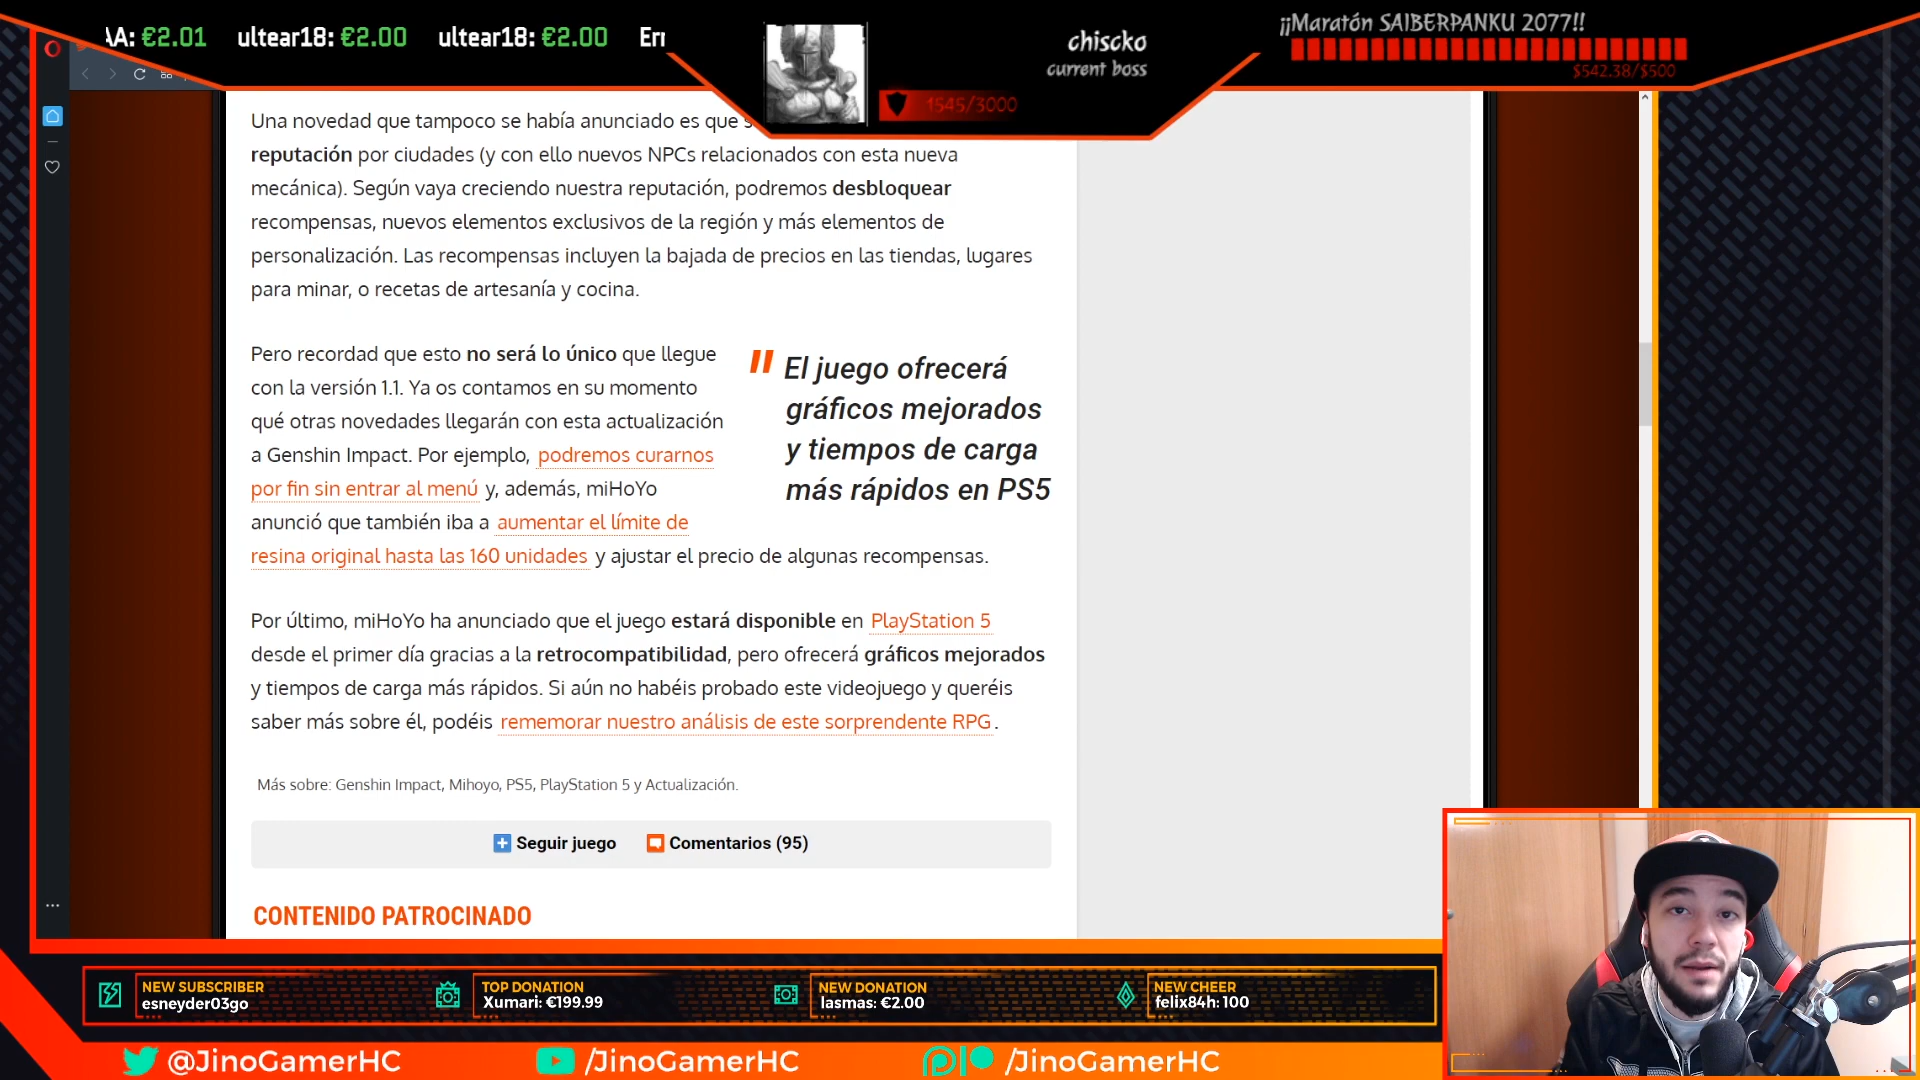 AA: €2.01 ultear18: €2.00 ultear18: €2.00 Err
chiscko
current boss
1545/3000
¡¡Maratón SAIBERPANKU 2077!!
$542.38/$500
Una novedad que tampoco se había anunciado es que s
reputación por ciudades (y con ello nuevos NPCs relacionados con esta nueva
mecánica). Según vaya creciendo nuestra reputación, podremos desbloquear
recompensas, nuevos elementos exclusivos de la región y más elementos de
personalización. Las recompensas incluyen la bajada de precios en las tiendas, lugares
para minar, o recetas de artesanía y cocina.
Pero recordad que esto no será lo único que llegue
con la versión 1.1. Ya os contamos en su momento
qué otras novedades llegarán con esta actualización
a Genshin Impact. Por ejemplo, podremos curarnos
por fin sin entrar al menú y, además, miHoYo
anunció que también iba a aumentar el límite de
resina original hasta las 160 unidades y ajustar el precio de algunas recompensas.
" El juego ofrecerá
gráficos mejorados
y tiempos de carga
más rápidos en PS5
Por último, miHoYo ha anunciado que el juego estará disponible en PlayStation 5
desde el primer día gracias a la retrocompatibilidad, pero ofrecerá gráficos mejorados
y tiempos de carga más rápidos. Si aún no habéis probado este videojuego y queréis
saber más sobre él, podéis rememorar nuestro análisis de este sorprendente RPG.
Más sobre: Genshin Impact, Mihoyo, PS5, PlayStation 5 y Actualización.
Seguir juego Comentarios (95)
CONTENIDO PATROCINADO
NEW SUBSCRIBER
esneyder03go
TOP DONATION
Xumari: €199.99
NEW DONATION
lasmas: €2.00
NEW CHEER
felix84h: 100
@JinoGamerHC /JinoGamerHC /JinoGamerHC